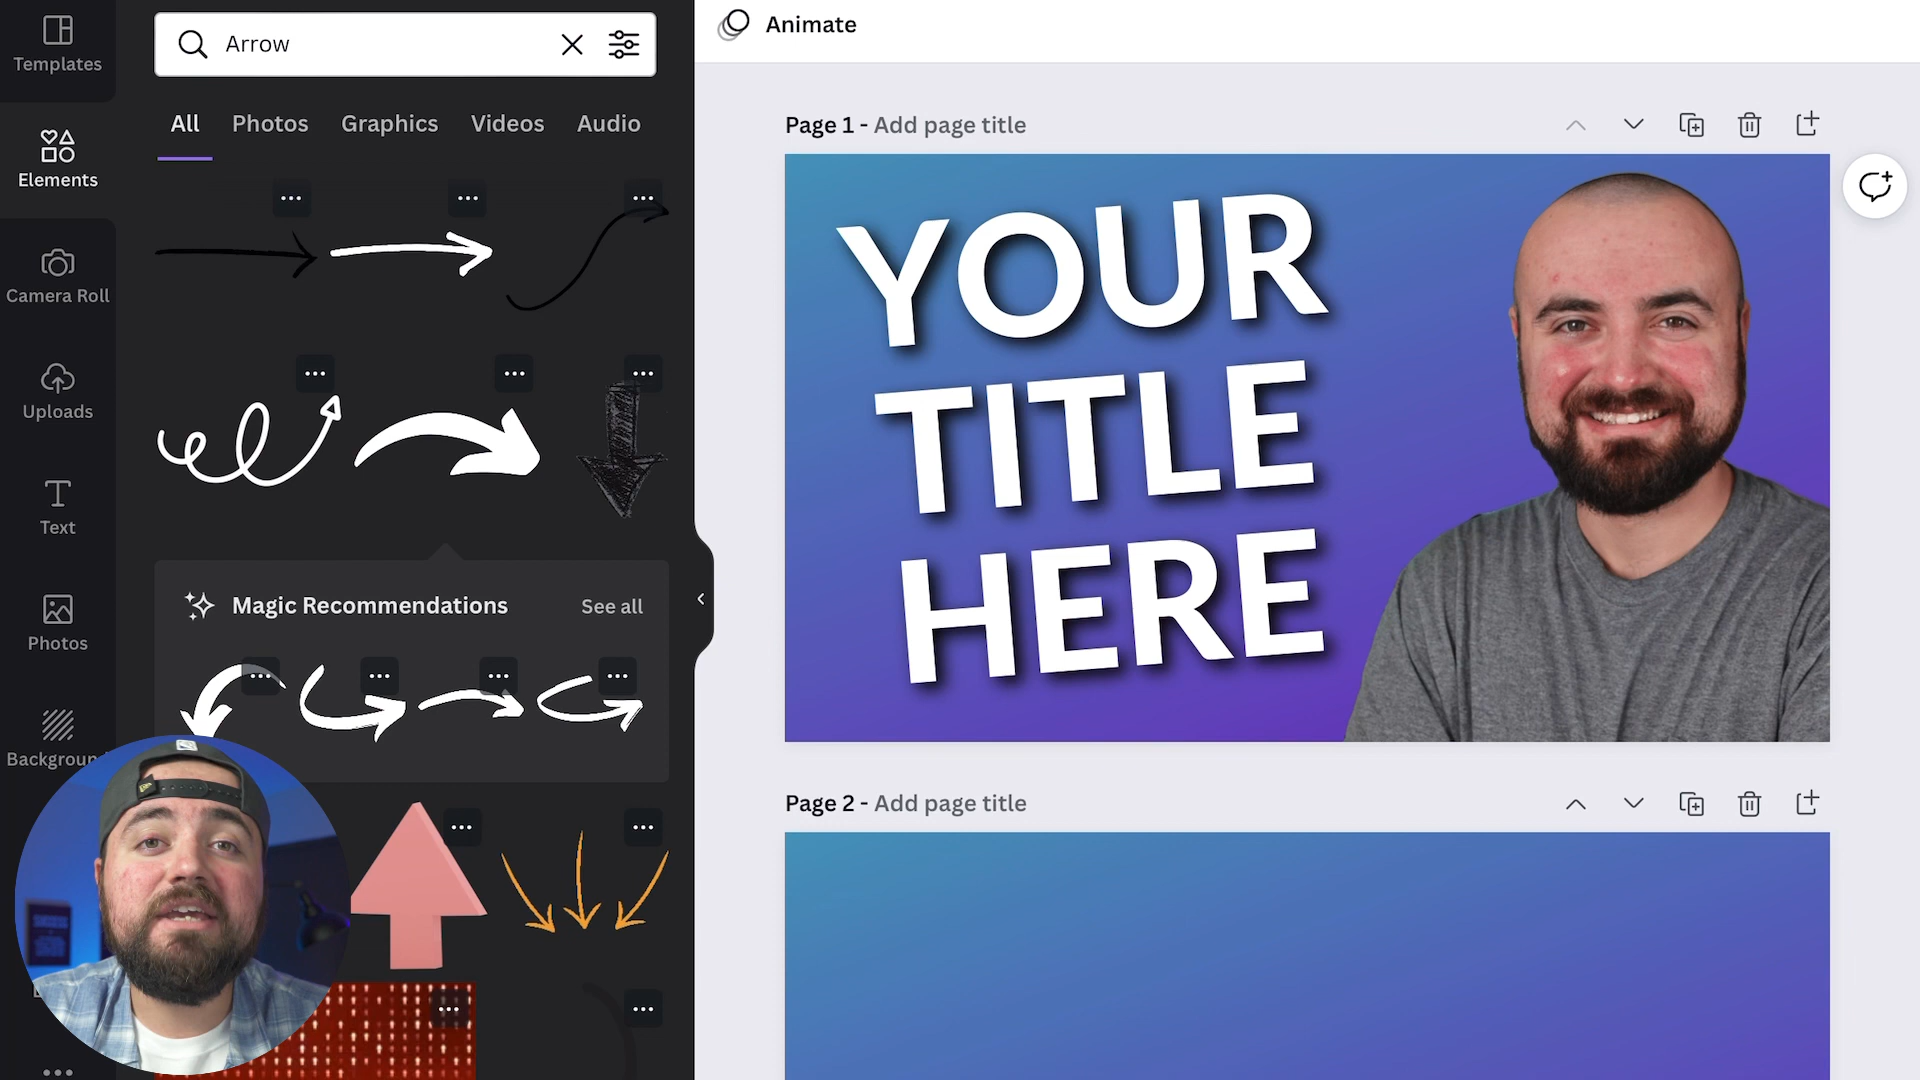 Templates
Arrow
Animate
All
Photos
Graphics
Videos
Audio
Page 1 - Add page title
Elements
Camera Roll
Uploads
Text
Photos
YOUR
TITLE
HERE
Magic Recommendations
See all
Page 2 - Add page title